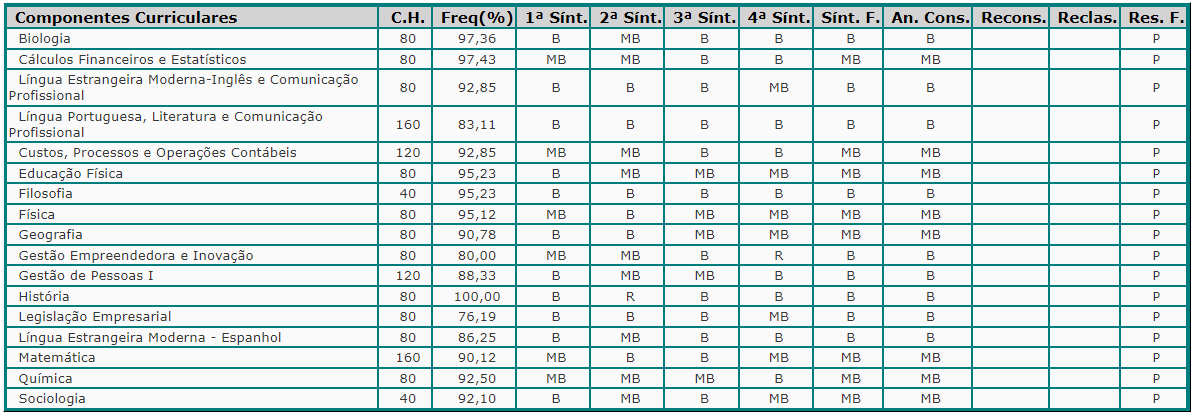 Componentes Curriculares C.H. Freq(%) 1ª Sínt. 2ª Sínt. 3ª Sínt. 4ª Sínt. Sínt. F. An. Cons. Recons. Reclas. Res. F.
Biologia 80 97,36 B MB B B B B P
Cálculos Financeiros e Estatísticos 80 97,43 MB MB B B MB MB P
Língua Estrangeira Moderna-Inglês e Comunicação
Profissional 80 92,85 B B B MB B B P
Língua Portuguesa, Literatura e Comunicação
Profissional 160 83,11 B B B B B B P
Custos, Processos e Operações Contábeis 120 92,85 MB MB B B MB MB P
Educação Física 80 95,23 B MB MB MB MB MB P
Filosofia 40 95,23 B B B B B B P
Física 80 95,12 MB B MB MB MB MB P
Geografia 80 90,78 B B MB MB MB MB P
Gestão Empreendedora e Inovação 80 80,00 MB MB B R B B P
Gestão de Pessoas I 120 88,33 B MB MB B B B P
História 80 100,00 B R B B B B P
Legislação Empresarial 80 76,19 B B B MB B B P
Língua Estrangeira Moderna - Espanhol 80 86,25 B MB B B B B P
Matemática 160 90,12 MB B B MB MB MB P
Química 80 92,50 MB MB MB B MB MB P
Sociologia 40 92,10 B MB B MB MB MB P